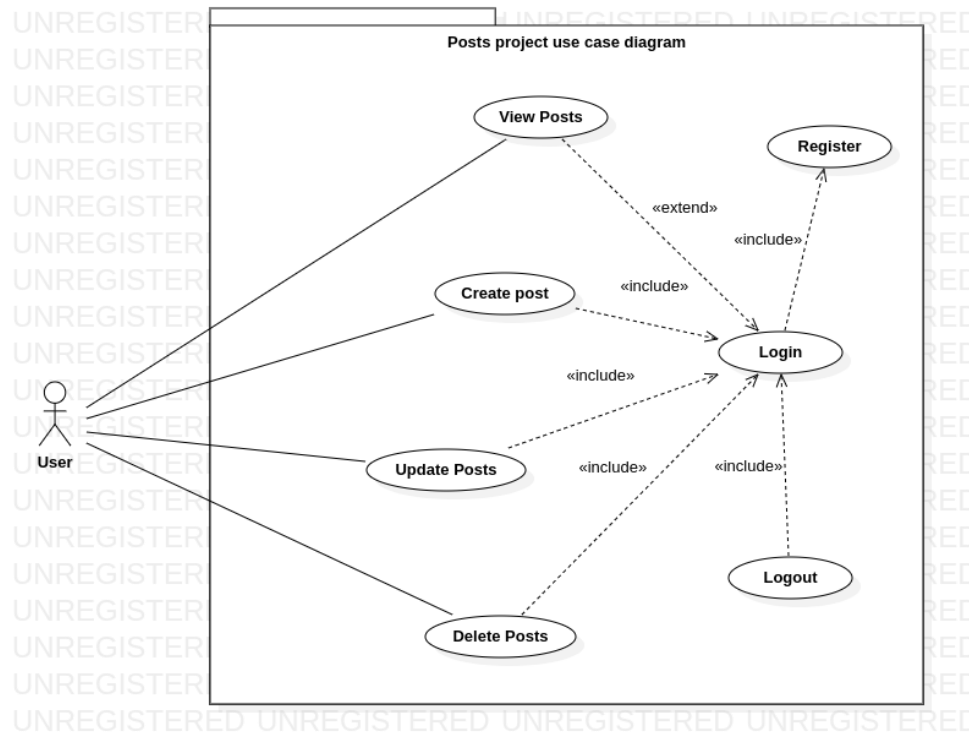 Posts project use case diagram
View Posts
Register
«extend»
«include»
Create post
«include»
Login
«include»
User
Update Posts
«include»
«include»
Logout
Delete Posts
UNREGISTERED UNREGISTERED UNREGISTERED UNREGISTERED